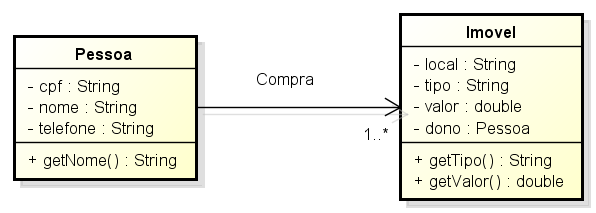 Pessoa
- cpf : String
- nome : String
- telefone : String
+ getNome() : String
Compra
1..*
Imovel
- local : String
- tipo : String
- valor : double
- dono : Pessoa
+ getTipo() : String
+ getValor() : double